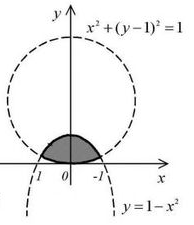 y
x² + (y – 1)² = 1
1 0 -1
x
y = 1 – x²